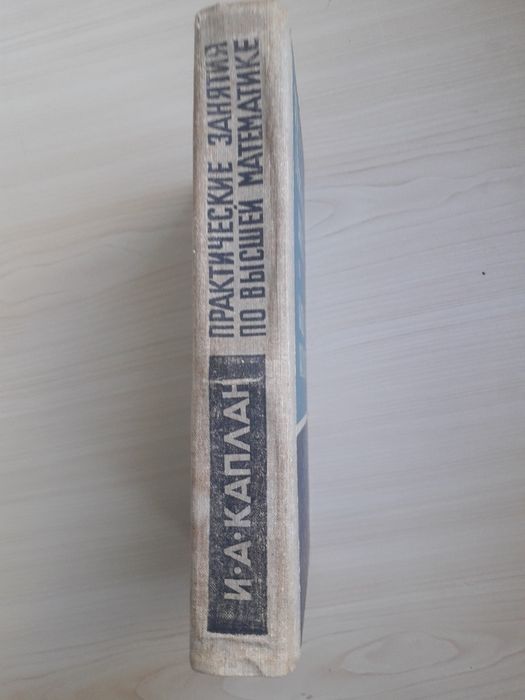 И·А·КАПЛАН
ПРАКТИЧЕСКИЕ ЗАНЯТИЯ
ПО ВЫСШЕЙ МАТЕМАТИКЕ